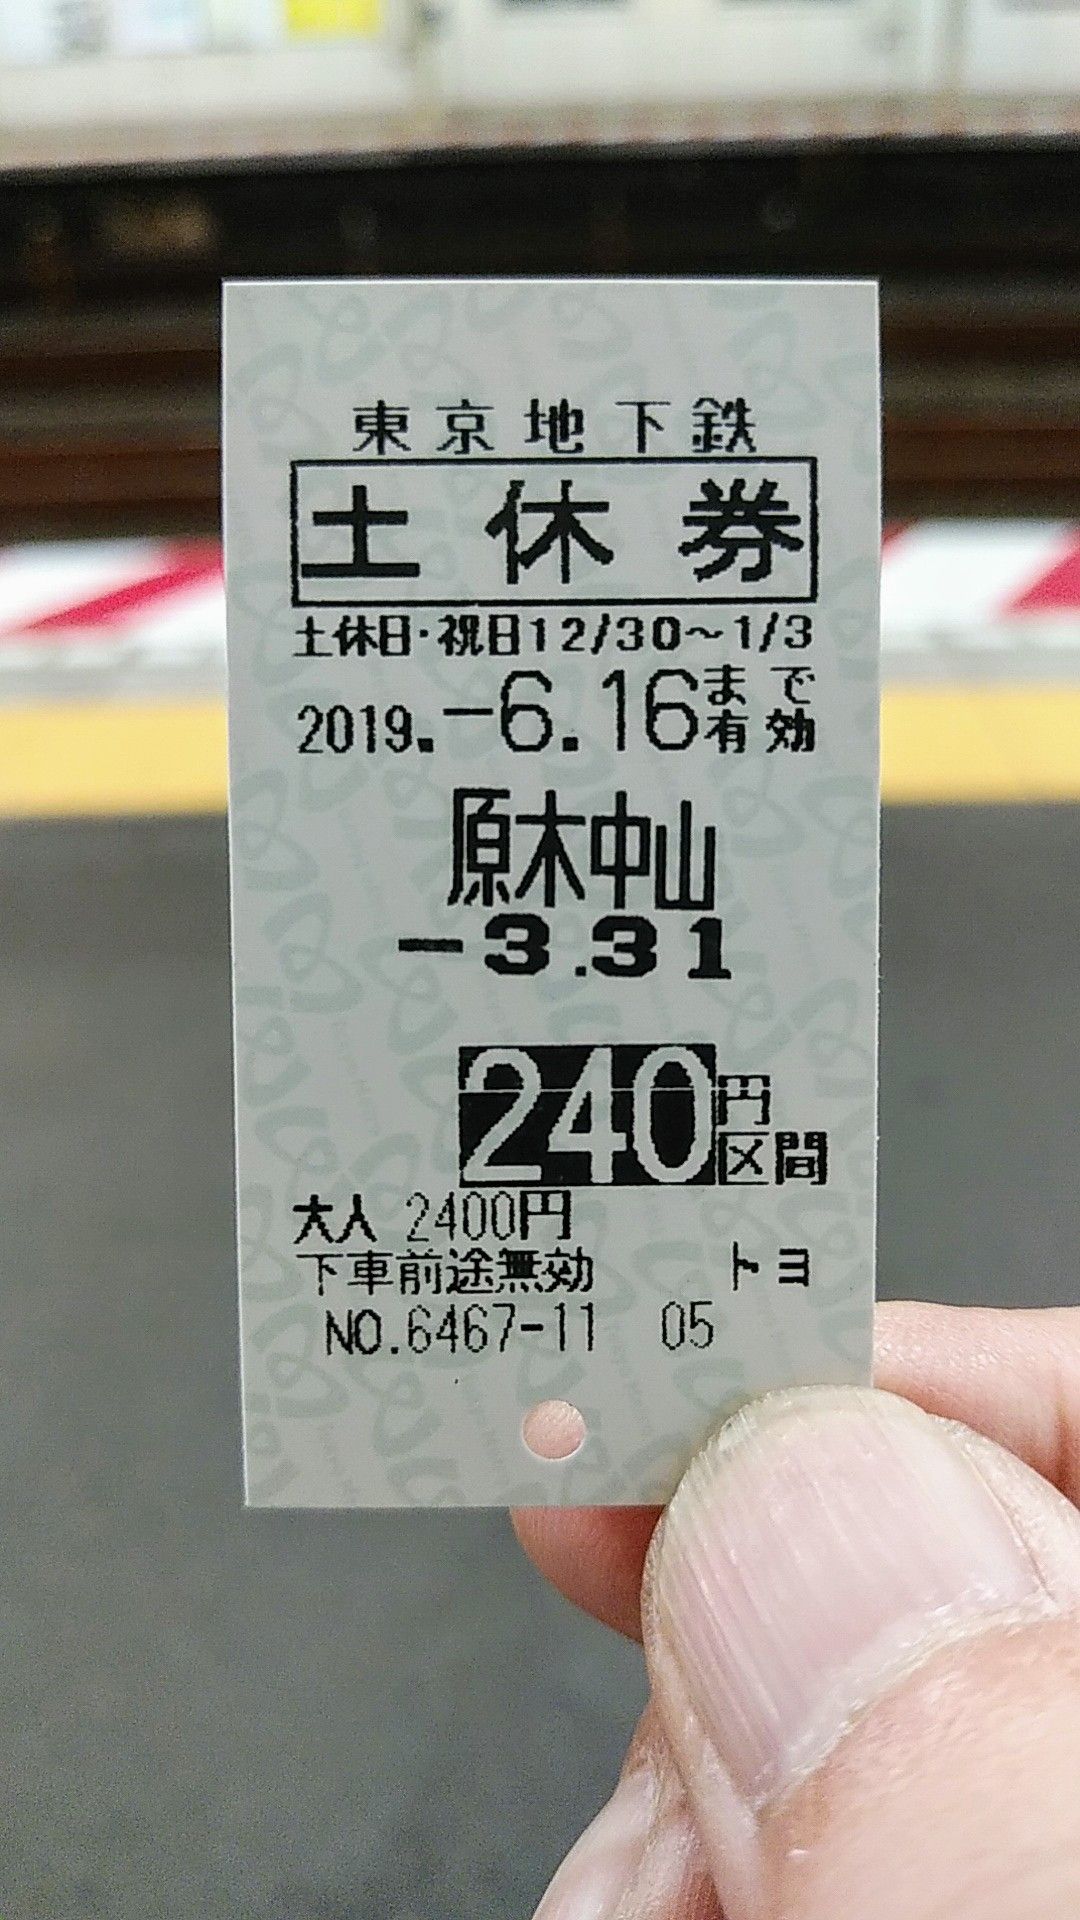 東京地下鉄
土休券
土休日・祝日12/30～1/3
2019.-6.16まで有効
原木中山
-3.31
240円区間
大人 2400円
下車前途無効 トヨ
NO.6467-11 05